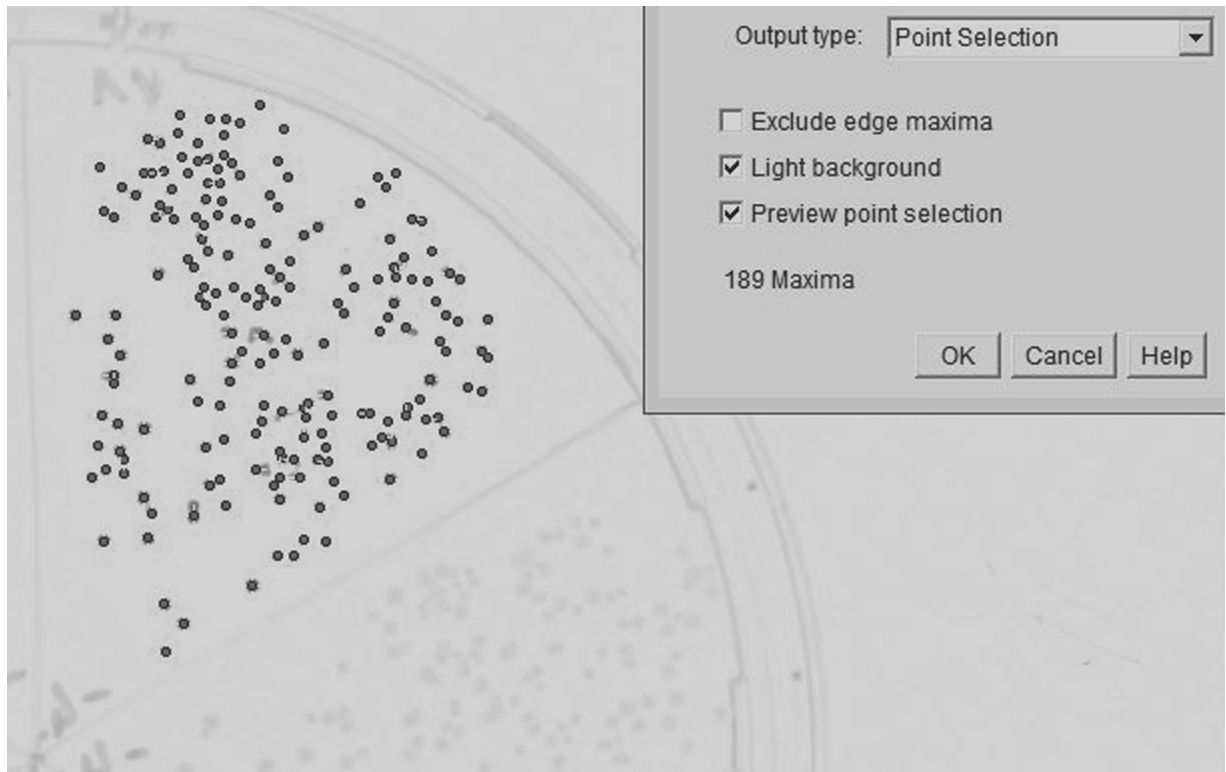 Output type: Point Selection
Exclude edge maxima
Light background
Preview point selection
189 Maxima
OK Cancel Help